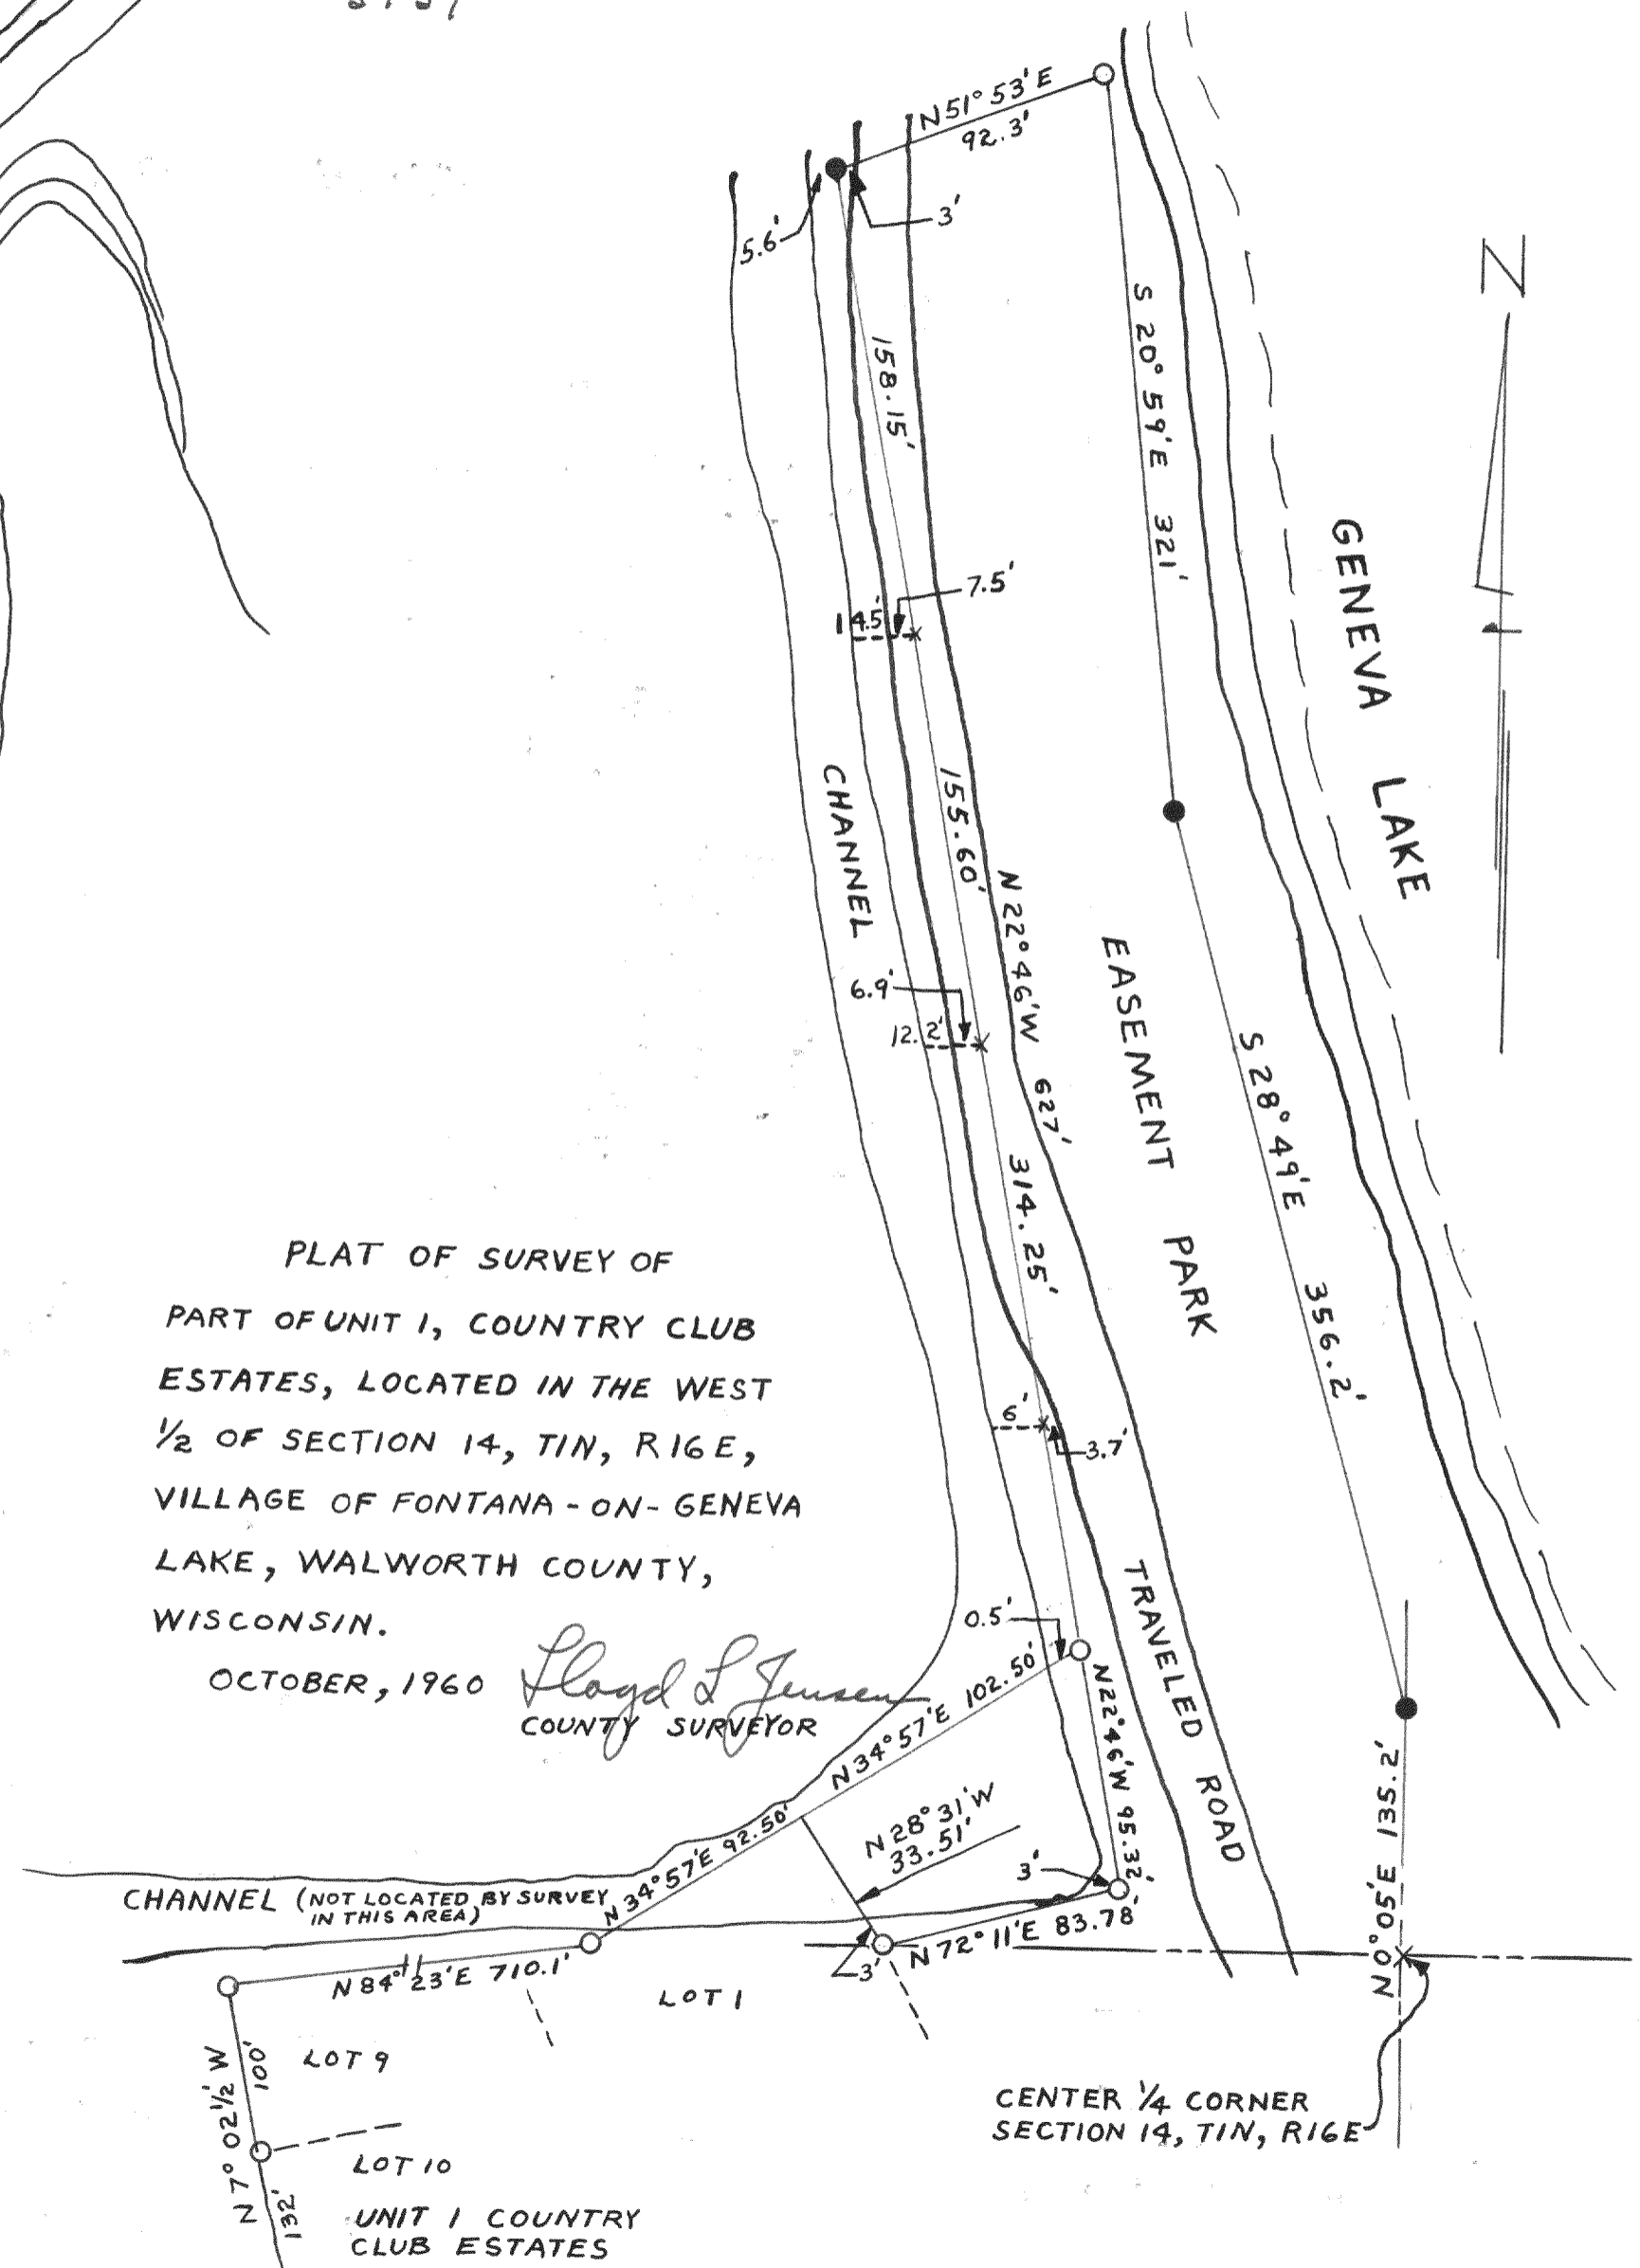 N 51° 53' E
92.3'
3'
5.6'
N
158.15'
S 20° 59' E 321'
GENEVA LAKE
7.5'
14.5'
CHANNEL
155.60'
N 22° 46' W 627'
EASEMENT PARK
6.9'
12.2'
S 28° 49' E 356.2'
314.25'
6'
3.7'
PLAT OF SURVEY OF
PART OF UNIT 1, COUNTRY CLUB
ESTATES, LOCATED IN THE WEST
1/2 OF SECTION 14, T1N, R16E,
VILLAGE OF FONTANA-ON-GENEVA
LAKE, WALWORTH COUNTY,
WISCONSIN.
OCTOBER, 1960 Lloyd L Jensen
COUNTY SURVEYOR
0.5'
TRAVELED ROAD
N 34° 57' E 102.50'
N 22° 46' W 95.32'
N 34° 57' E 92.50'
N 28° 31' W
33.51'
3'
N 0° 05' E 135.2'
CHANNEL (NOT LOCATED BY SURVEY
IN THIS AREA)
N 72° 11' E 83.78'
3'
N 84° 23' E 710.1'
LOT 1
N 7° 02 1/2' W
100'
LOT 9
CENTER 1/4 CORNER
SECTION 14, T1N, R16E
LOT 10
132'
UNIT 1 COUNTRY
CLUB ESTATES